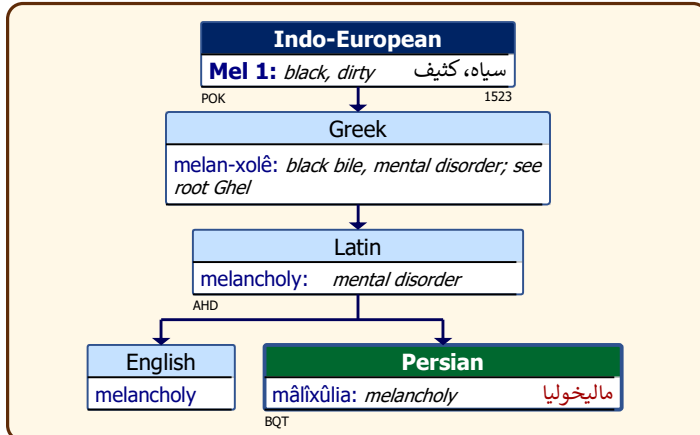 Indo-European
Mel 1: black, dirty سیاه، کثیف
POK 1523
Greek
melan-xolê: black bile, mental disorder; see
root Ghel
Latin
melancholy: mental disorder
AHD
English Persian
melancholy mâlîxûlia: melancholy مالیخولیا
BQT